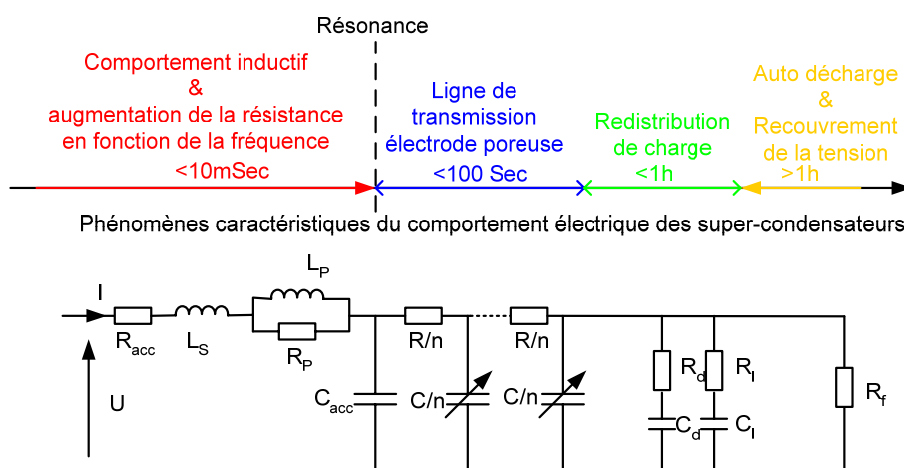 Résonance
Comportement inductif
&
augmentation de la résistance
en fonction de la fréquence
<10mSec
Ligne de
transmission
électrode poreuse
<100 Sec
Redistribution
de charge
<1h
Auto décharge
&
Recouvrement
de la tension
>1h
Phénomènes caractéristiques du comportement électrique des super-condensateurs
I
Racc
LS
LP
RP
R/n
R/n
U
Cacc
C/n
C/n
Rd
Rl
Cd
Cl
Rf